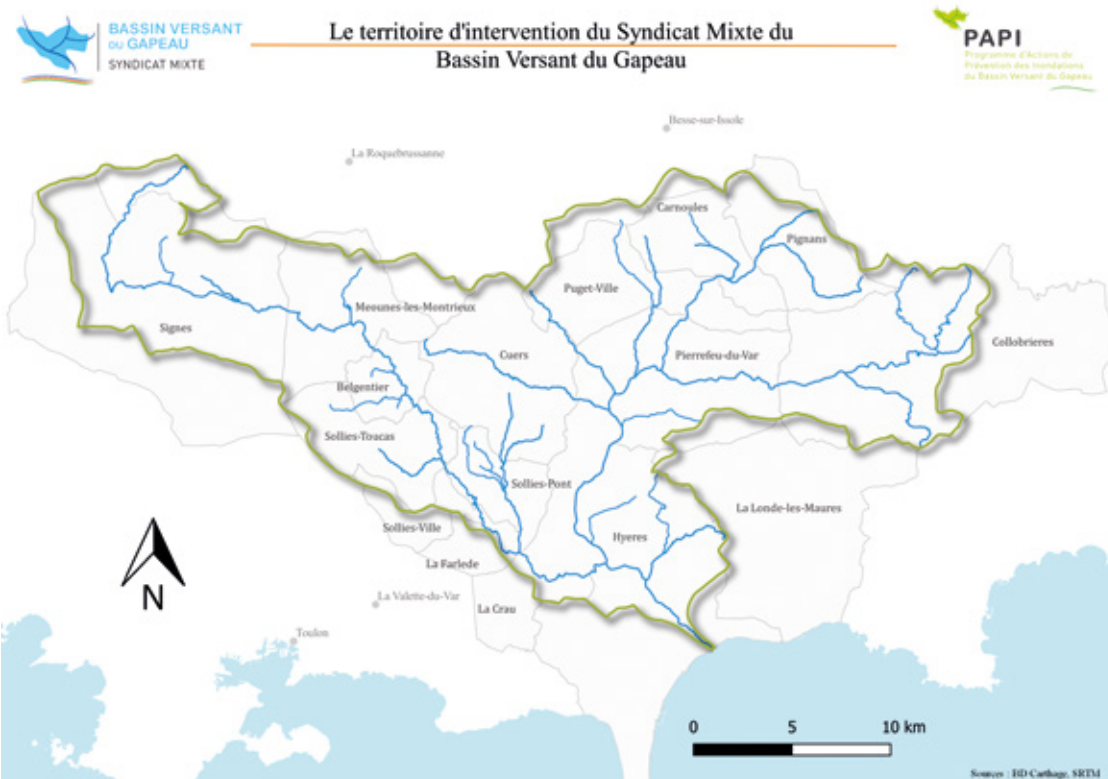 BASSIN VERSANT
DU GAPEAU
SYNDICAT MIXTE
Le territoire d'intervention du Syndicat Mixte du
Bassin Versant du Gapeau
PAPI
Programme d'Actions de
Prévention des Inondations
du Bassin Versant du Gapeau
Besse-sur-Issole
La Roquebrussanne
Carnoules
Pignans
Puget-Ville
Meounes-les-Montrieux
Signes
Collobrieres
Cuers
Pierrefeu-du-Var
Belgentier
Sollies-Toucas
Sollies-Pont
La Londe-les-Maures
Sollies-Ville
Hyeres
La Farlede
La Valette-du-Var
La Crau
Toulon
N
0 5 10 km
Sources : BD Carthage, SRTM